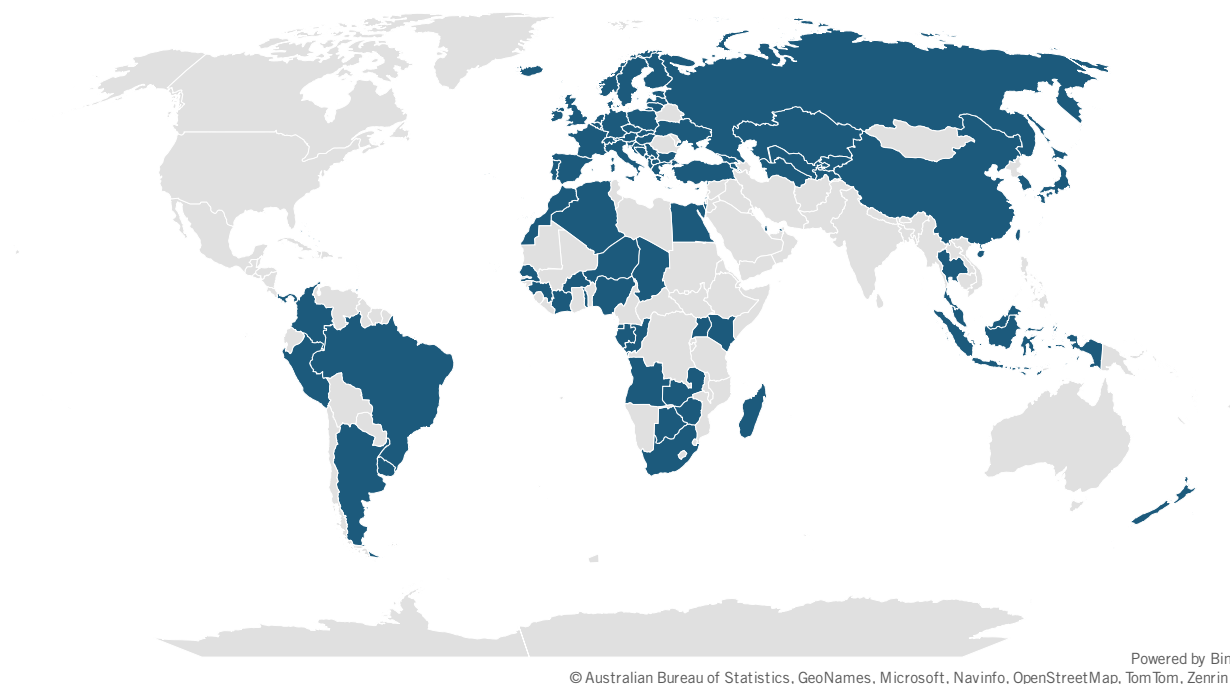 Powered by Bin
© Australian Bureau of Statistics, GeoNames, Microsoft, Navinfo, OpenStreetMap, TomTom, Zenrin